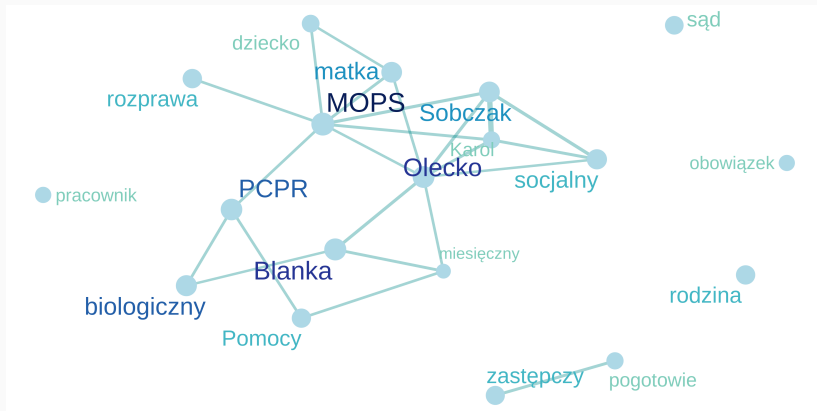 sąd
dziecko
matka
rozprawa
MOPS
Sobczak
Karol
obowiązek
Olecko
socjalny
PCPR
pracownik
miesięczny
Blanka
rodzina
biologiczny
Pomocy
zastępczy
pogotowie